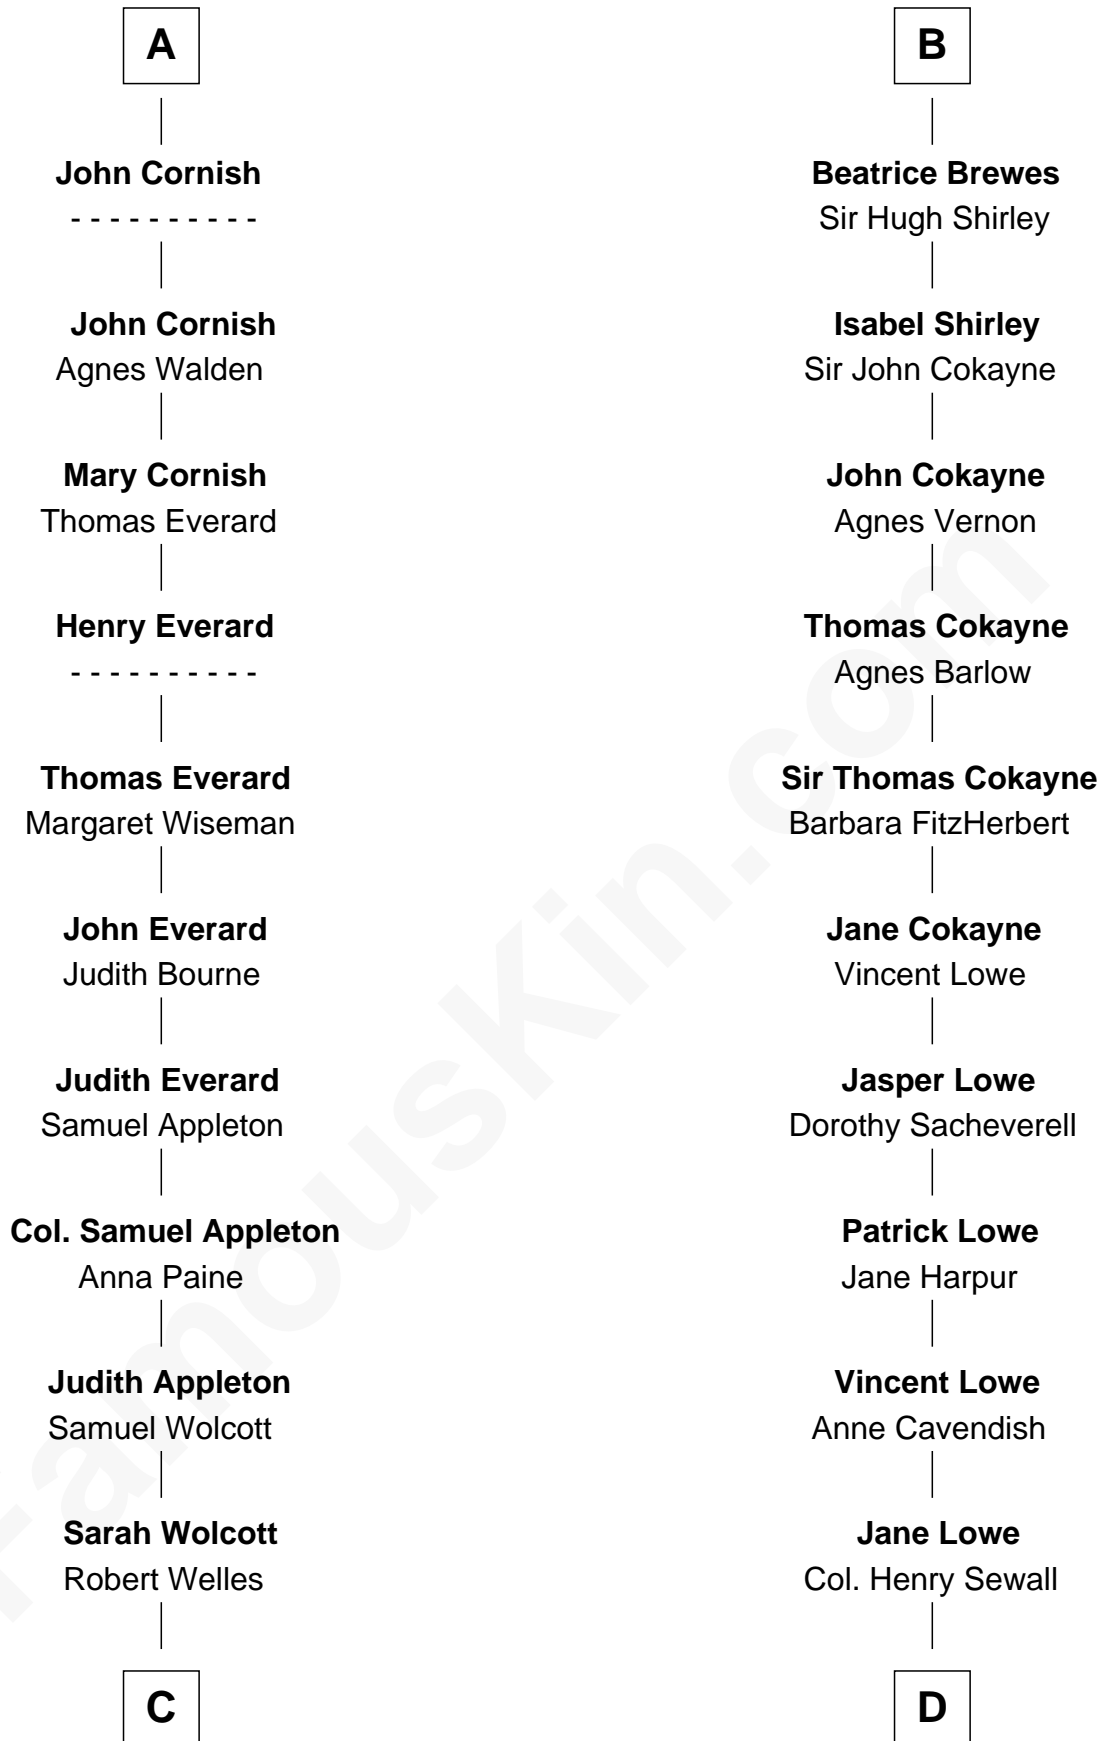 A
John Cornish
- - - - - - - - - -
John Cornish
Agnes Walden
Mary Cornish
Thomas Everard
Henry Everard
- - - - - - - - - -
Thomas Everard
Margaret Wiseman
John Everard
Judith Bourne
Judith Everard
Samuel Appleton
Col. Samuel Appleton
Anna Paine
Judith Appleton
Samuel Wolcott
Sarah Wolcott
Robert Welles
C
B
Beatrice Brewes
Sir Hugh Shirley
Isabel Shirley
Sir John Cokayne
John Cokayne
Agnes Vernon
Thomas Cokayne
Agnes Barlow
Sir Thomas Cokayne
Barbara FitzHerbert
Jane Cokayne
Vincent Lowe
Jasper Lowe
Dorothy Sacheverell
Patrick Lowe
Jane Harpur
Vincent Lowe
Anne Cavendish
Jane Lowe
Col. Henry Sewall
D
FamousKin.com